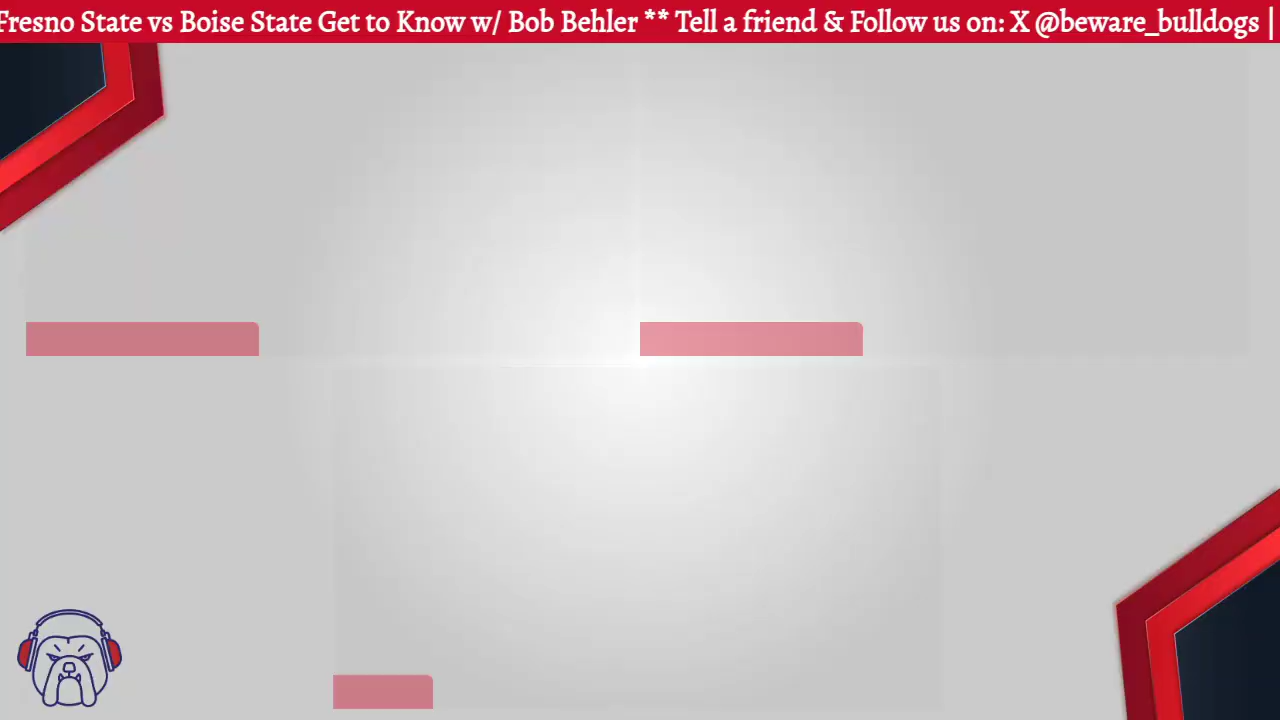 Fresno State vs Boise State Get to Know w/ Bob Behler ** Tell a friend & Follow us on: X @beware_bulldogs |